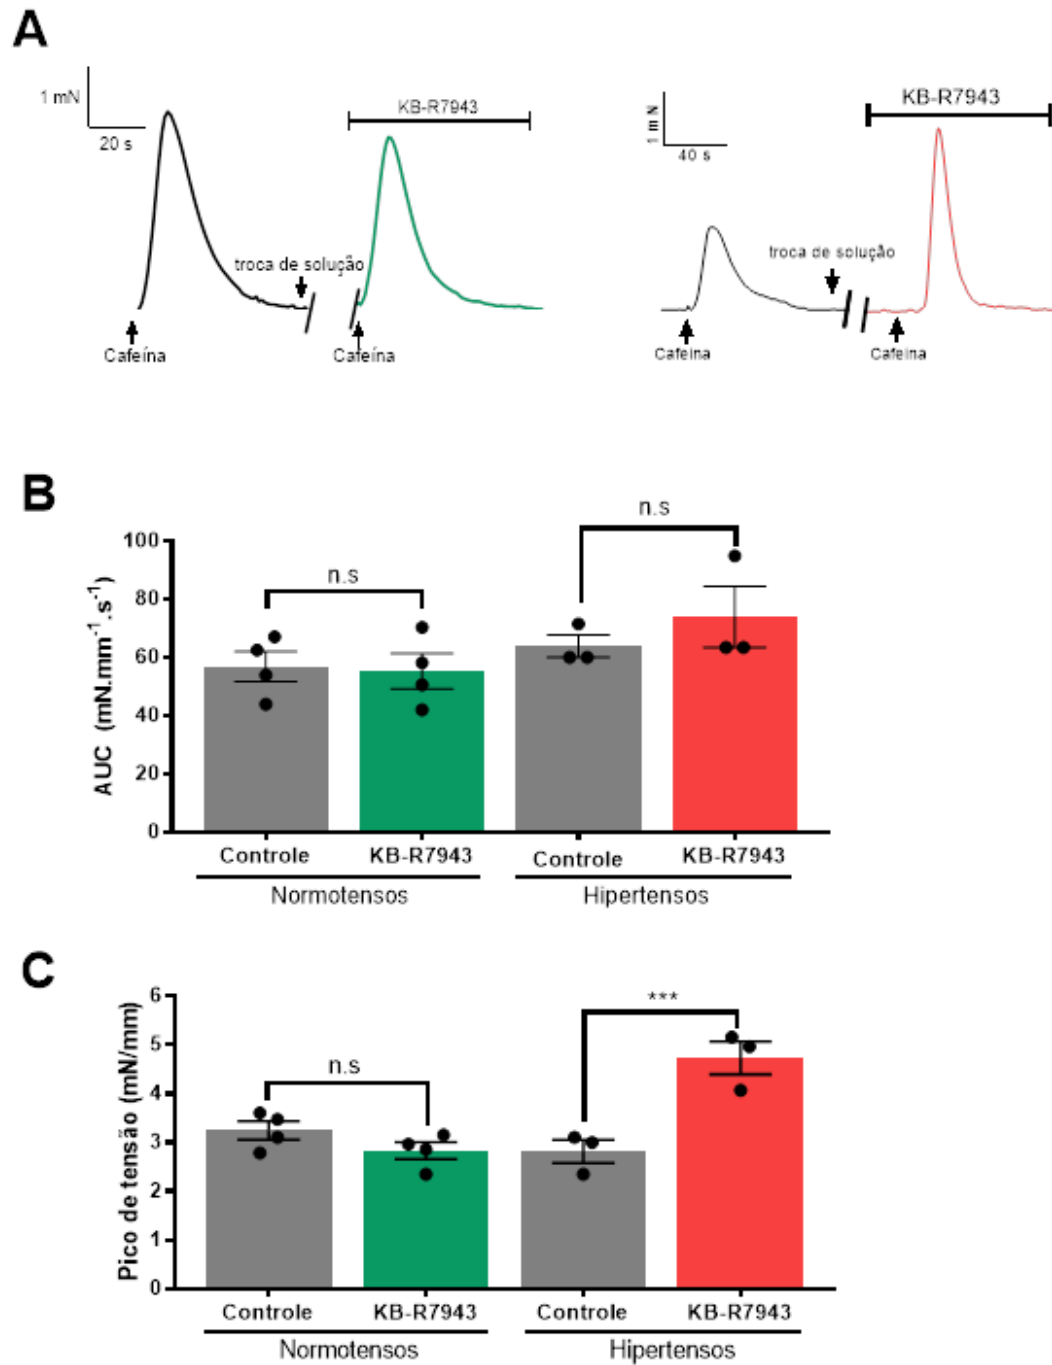 A
1 mN
20 s
KB-R7943
troca de solução
Cafeína
Cafeína
1 mN
40 s
KB-R7943
troca de solução
Cafeina
Cafeina
B
AUC (mN.mm⁻¹.s⁻¹)
100
80
60
40
20
0
n.s
n.s
Controle
KB-R7943
Controle
KB-R7943
Normotensos
Hipertensos
C
Pico de tensão (mN/mm)
6
5
4
3
2
1
0
n.s
***
Controle
KB-R7943
Controle
KB-R7943
Normotensos
Hipertensos